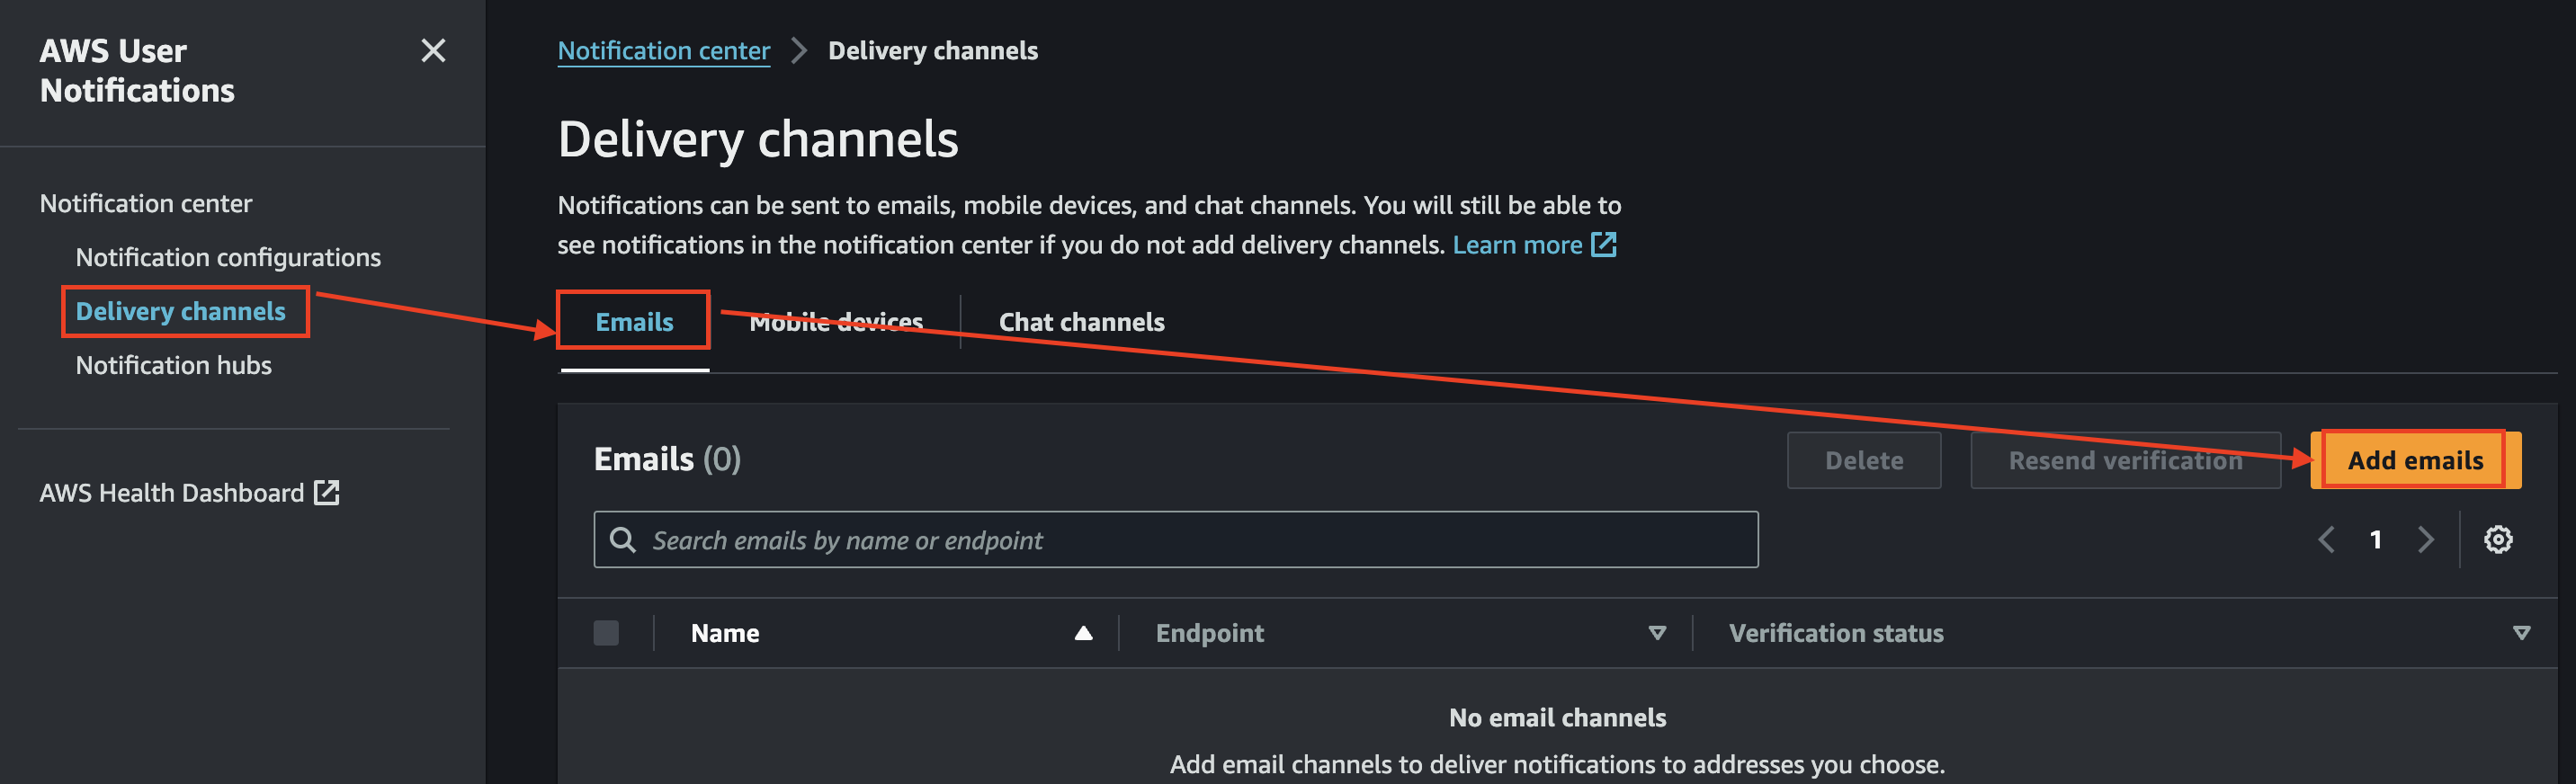 AWS User
Notifications
Notification center
Notification configurations
Delivery channels
Notification hubs
AWS Health Dashboard
Notification center > Delivery channels
Delivery channels
Notifications can be sent to emails, mobile devices, and chat channels. You will still be able to
see notifications in the notification center if you do not add delivery channels. Learn more
Emails Mobile devices Chat channels
Emails (0) Delete Resend verification Add emails
Search emails by name or endpoint 1
Name Endpoint Verification status
No email channels
Add email channels to deliver notifications to addresses you choose.